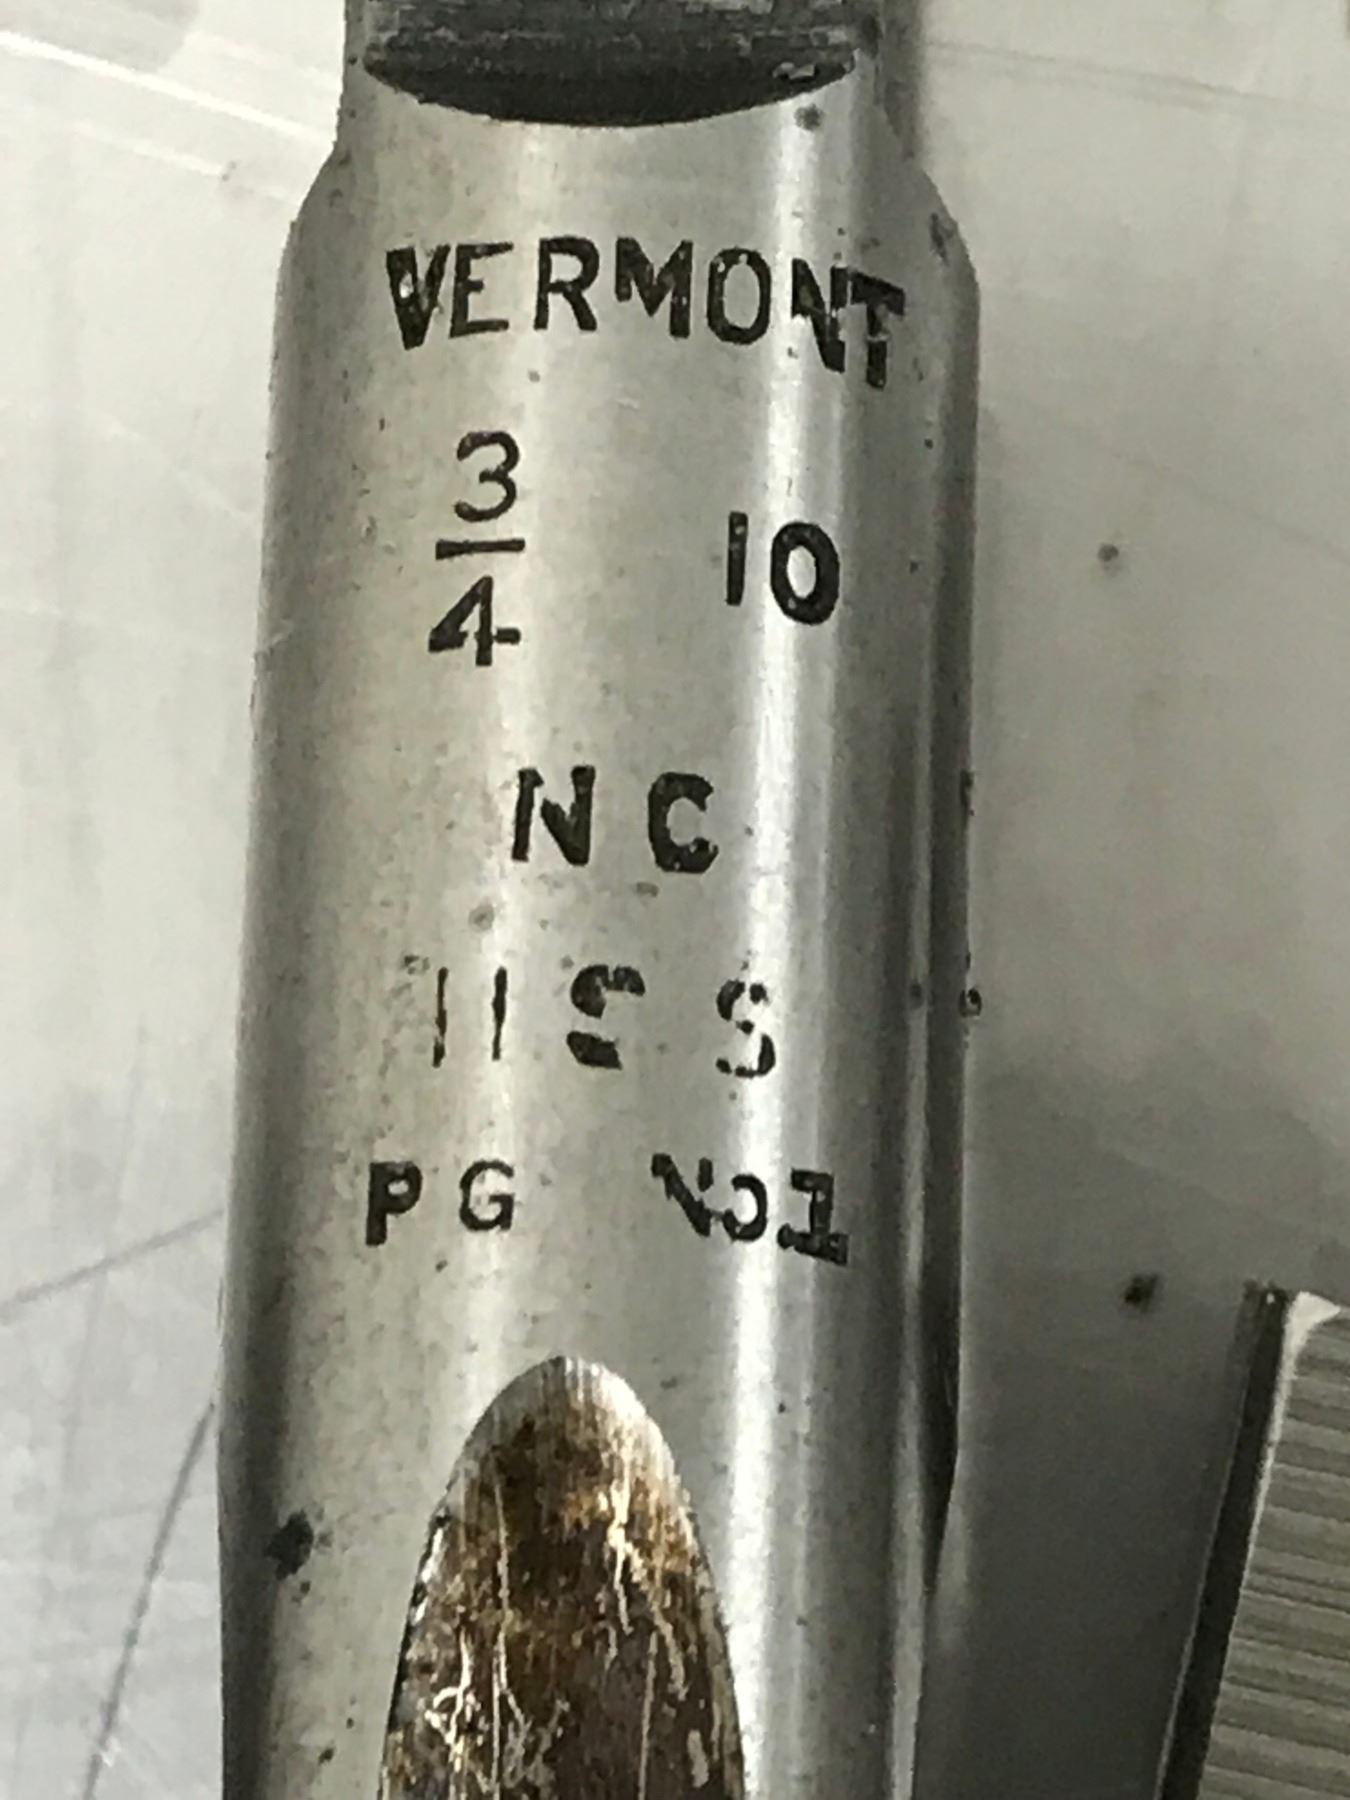 VERMONT
3/4 10
NC
HS S
PG No1